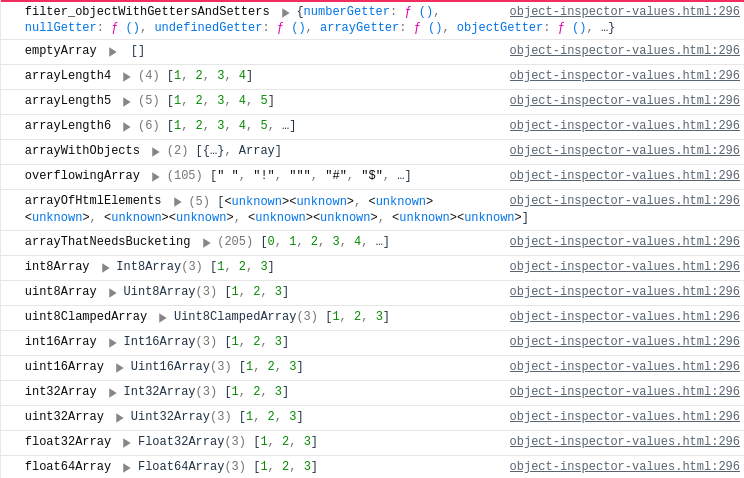 filter_objectWithGettersAndSetters ▶ {numberGetter: ƒ (), object-inspector-values.html:296
nullGetter: ƒ (), undefinedGetter: ƒ (), arrayGetter: ƒ (), objectGetter: ƒ (), …}
emptyArray ▶ [] object-inspector-values.html:296
arrayLength4 ▶ (4) [1, 2, 3, 4] object-inspector-values.html:296
arrayLength5 ▶ (5) [1, 2, 3, 4, 5] object-inspector-values.html:296
arrayLength6 ▶ (6) [1, 2, 3, 4, 5, …] object-inspector-values.html:296
arrayWithObjects ▶ (2) [{…}, Array] object-inspector-values.html:296
overflowingArray ▶ (105) [" ", "!", """, "#", "$", …] object-inspector-values.html:296
arrayOfHtmlElements ▶ (5) [<unknown><unknown>, <unknown> object-inspector-values.html:296
<unknown>, <unknown><unknown>, <unknown><unknown>, <unknown><unknown>]
arrayThatNeedsBucketing ▶ (205) [0, 1, 2, 3, 4, …] object-inspector-values.html:296
int8Array ▶ Int8Array(3) [1, 2, 3] object-inspector-values.html:296
uint8Array ▶ Uint8Array(3) [1, 2, 3] object-inspector-values.html:296
uint8ClampedArray ▶ Uint8ClampedArray(3) [1, 2, 3] object-inspector-values.html:296
int16Array ▶ Int16Array(3) [1, 2, 3] object-inspector-values.html:296
uint16Array ▶ Uint16Array(3) [1, 2, 3] object-inspector-values.html:296
int32Array ▶ Int32Array(3) [1, 2, 3] object-inspector-values.html:296
uint32Array ▶ Uint32Array(3) [1, 2, 3] object-inspector-values.html:296
float32Array ▶ Float32Array(3) [1, 2, 3] object-inspector-values.html:296
float64Array ▶ Float64Array(3) [1, 2, 3] object-inspector-values.html:296